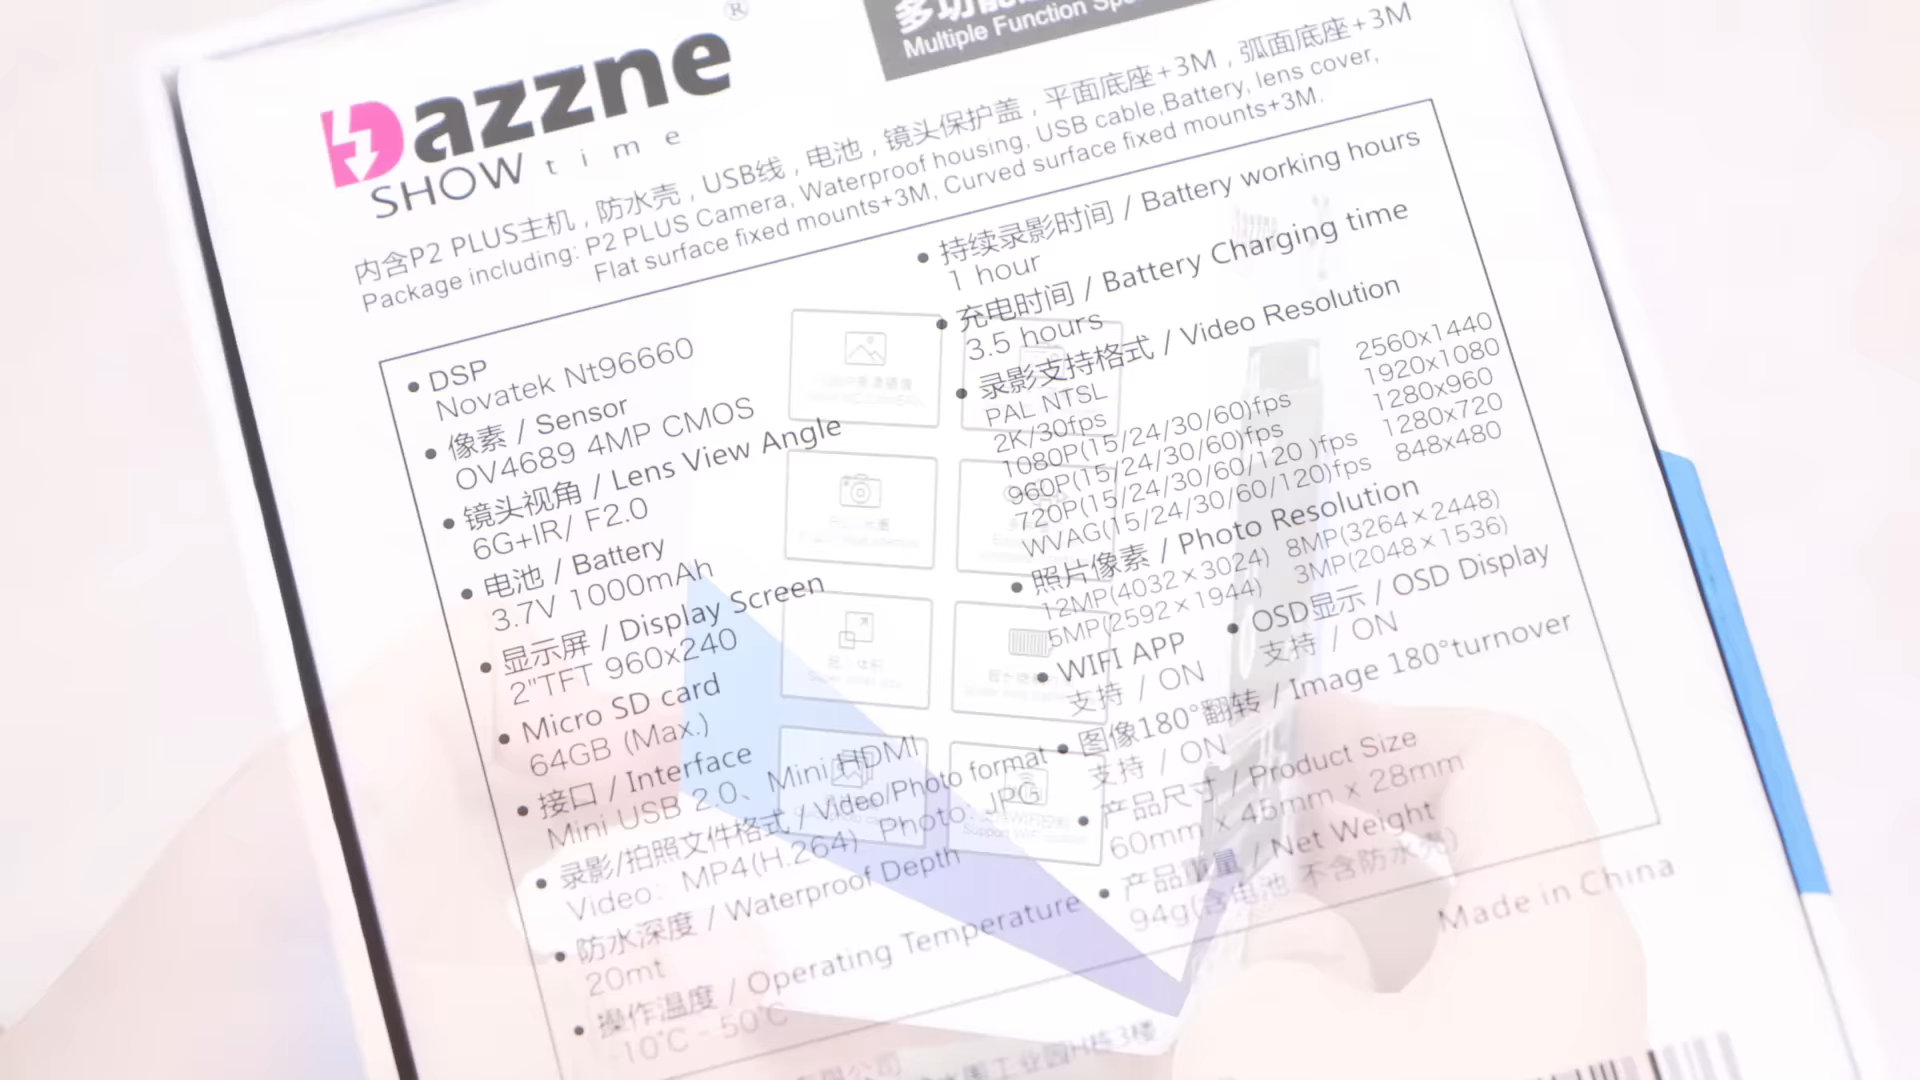 Dazzne®
SHOW time
Multiple Function
内含P2 PLUS主机，防水壳，USB线，电池，镜头保护盖，平面底座+3M，弧面底座+3M
Package including: P2 PLUS Camera, Waterproof housing, USB cable,Battery, lens cover,
Flat surface fixed mounts+3M, Curved surface fixed mounts+3M.
• DSP
Novatek Nt96660
• 像素 / Sensor
OV4689 4MP CMOS
• 镜头视角 / Lens View Angle
6G+IR/ F2.0
• 电池 / Battery
3.7V 1000mAh
• 显示屏 / Display Screen
2"TFT 960x240
• Micro SD card
64GB (Max.)
• 接口 / Interface
Mini USB 2.0、Mini HDMI
• 录影/拍照文件格式 / Video/Photo format
Video: MP4(H.264) Photo: JPG
• 防水深度 / Waterproof Depth
20mt
• 操作温度 / Operating Temperature
-10℃ - 50℃
• 持续录影时间 / Battery working hours
1 hour
• 充电时间 / Battery Charging time
3.5 hours
• 录影支持格式 / Video Resolution
PAL NTSL
2K/30fps 2560x1440
1080P(15/24/30/60)fps 1920x1080
960P(15/24/30/60)fps 1280x960
720P(15/24/30/60/120 )fps 1280x720
WVAG(15/24/30/60/120)fps 848x480
• 照片像素 / Photo Resolution
12MP(4032×3024) 8MP(3264×2448)
5MP(2592×1944) 3MP(2048×1536)
• WIFI APP • OSD显示 / OSD Display
支持 / ON 支持 / ON
• 图像180°翻转 / Image 180°turnover
支持 / ON
• 产品尺寸 / Product Size
60mm x 45mm x 28mm
• 产品重量 / Net Weight
94g(含电池 不含防水壳)
Made in China